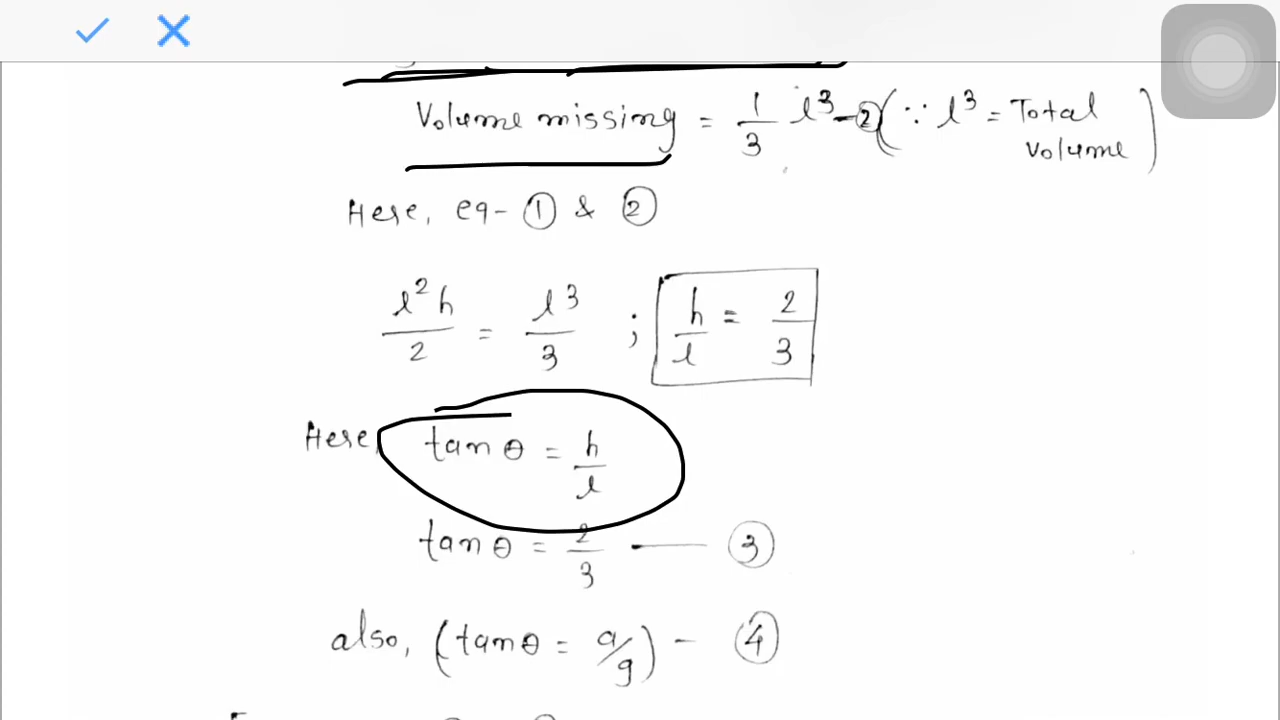 Volume missing = 1/3 l³ - ② (∵ l³ = Total volume)
Here, eq- ① & ②
l²h/2 = l³/3 ; h/l = 2/3
Here, tan θ = h/l
tan θ = 2/3 — ③
also, (tan θ = a/g) - ④